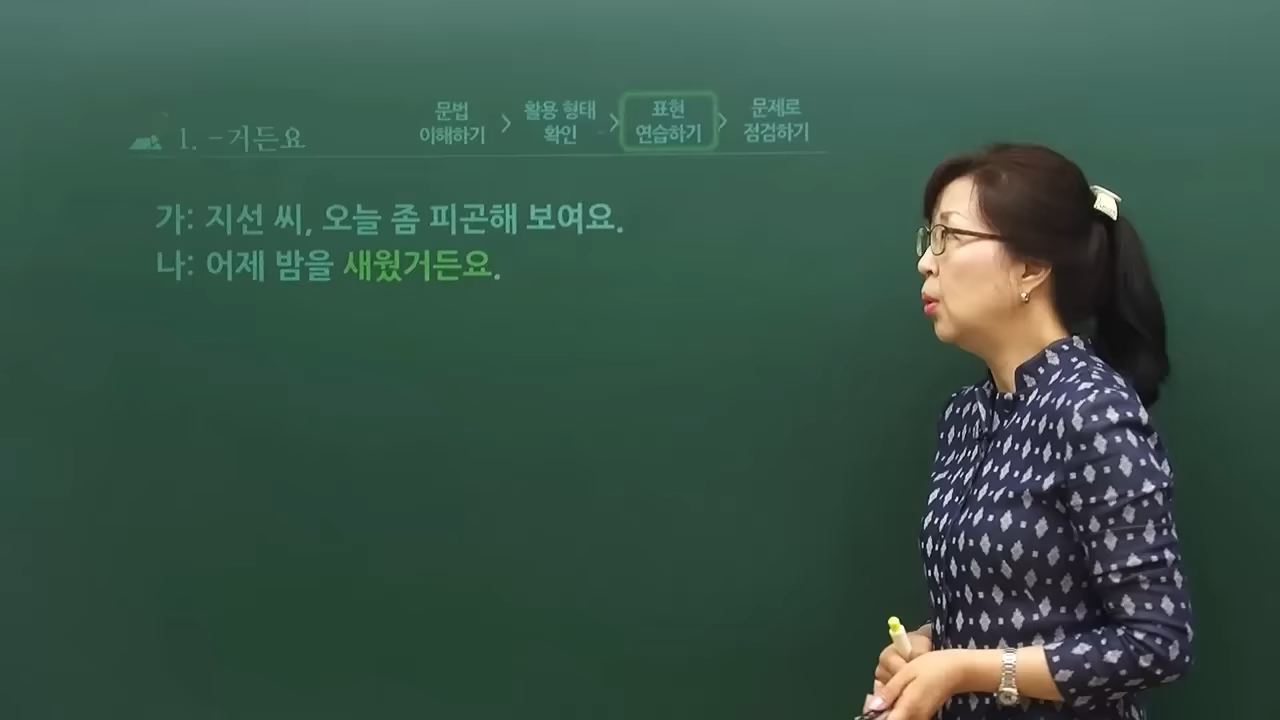 1. -거든요
문법
이해하기
활용 형태
확인
표현
연습하기
문제로
점검하기
가: 지선 씨, 오늘 좀 피곤해 보여요.
나: 어제 밤을 새웠거든요.